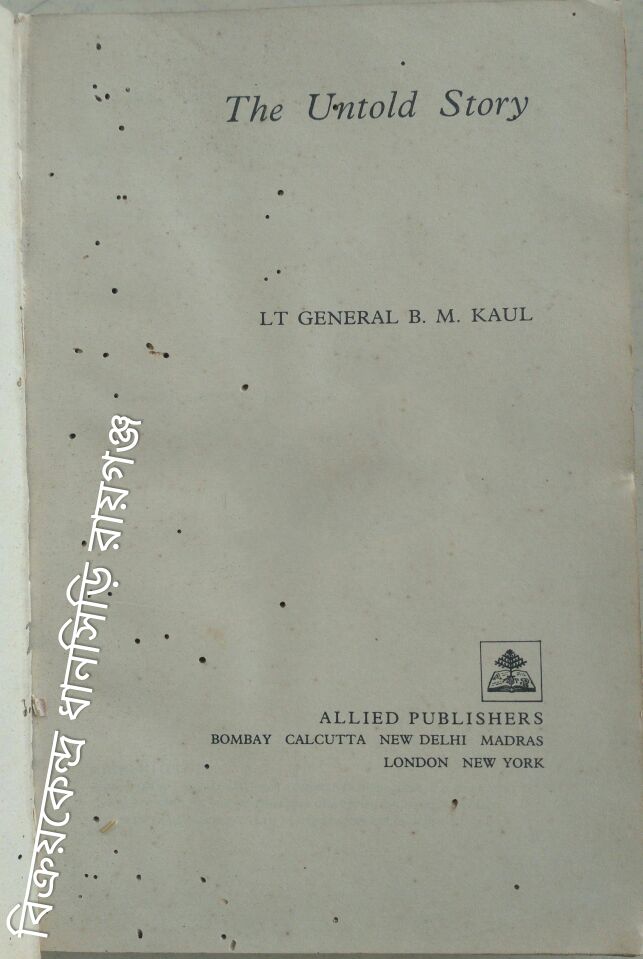 The Untold Story
LT GENERAL B. M. KAUL
ALLIED PUBLISHERS
BOMBAY CALCUTTA NEW DELHI MADRAS
LONDON NEW YORK
বিক্রয়কেন্দ্র ধানসিড়ি রায়গঞ্জ